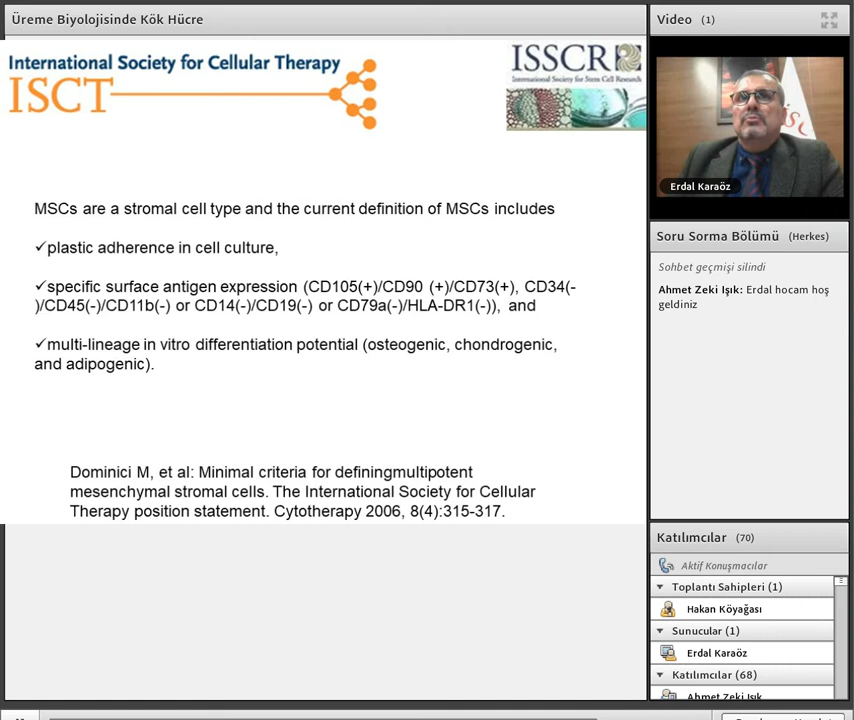 Üreme Biyolojisinde Kök Hücre
International Society for Cellular Therapy
ISCT
ISSCR
International Society for Stem Cell Research
MSCs are a stromal cell type and the current definition of MSCs includes
✓plastic adherence in cell culture,
✓specific surface antigen expression (CD105(+)/CD90 (+)/CD73(+), CD34(-
)/CD45(-)/CD11b(-) or CD14(-)/CD19(-) or CD79a(-)/HLA-DR1(-)), and
✓multi-lineage in vitro differentiation potential (osteogenic, chondrogenic,
and adipogenic).
Dominici M, et al: Minimal criteria for definingmultipotent
mesenchymal stromal cells. The International Society for Cellular
Therapy position statement. Cytotherapy 2006, 8(4):315-317.
Video (1)
Erdal Karaöz
Soru Sorma Bölümü (Herkes)
Sohbet geçmişi silindi
Ahmet Zeki Işık: Erdal hocam hoş
geldiniz
Katılımcılar (70)
Aktif Konuşmacılar
Toplantı Sahipleri (1)
Hakan Köyağası
Sunucular (1)
Erdal Karaöz
Katılımcılar (68)
Ahmet Zeki Işık